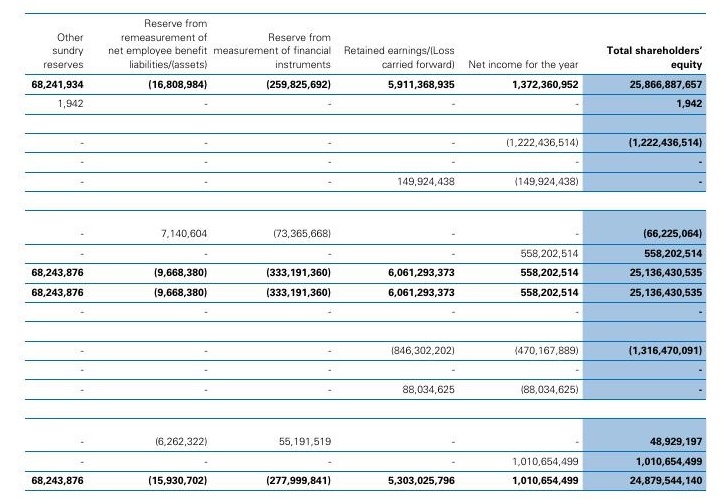 Reserve from
Other remeasurement of Reserve from
sundry net employee benefit measurement of financial Retained earnings/(Loss Total shareholders'
reserves liabilities/(assets) instruments carried forward) Net income for the year equity
68,241,934 (16,808,984) (259,825,692) 5,911,368,935 1,372,360,952 25,866,887,657
1,942 - - - - 1,942
- - - - (1,222,436,514) (1,222,436,514)
- - - - - -
- - - 149,924,438 (149,924,438) -
- 7,140,604 (73,365,668) - - (66,225,064)
- - - - 558,202,514 558,202,514
68,243,876 (9,668,380) (333,191,360) 6,061,293,373 558,202,514 25,136,430,535
68,243,876 (9,668,380) (333,191,360) 6,061,293,373 558,202,514 25,136,430,535
- - - - - -
- - - (846,302,202) (470,167,889) (1,316,470,091)
- - - - - -
- - - 88,034,625 (88,034,625) -
- (6,262,322) 55,191,519 - - 48,929,197
- - - - 1,010,654,499 1,010,654,499
68,243,876 (15,930,702) (277,999,841) 5,303,025,796 1,010,654,499 24,879,544,140